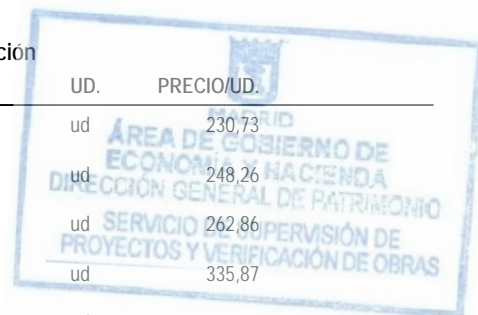 ción
UD. PRECIO/UD.
ud 230,73
MADRID
ÁREA DE GOBIERNO DE
ECONOMÍA Y HACIENDA
ud 248,26
DIRECCIÓN GENERAL DE PATRIMONIO
ud 262,86
SERVICIO DE SUPERVISIÓN DE
PROYECTOS Y VERIFICACIÓN DE OBRAS
ud 335,87